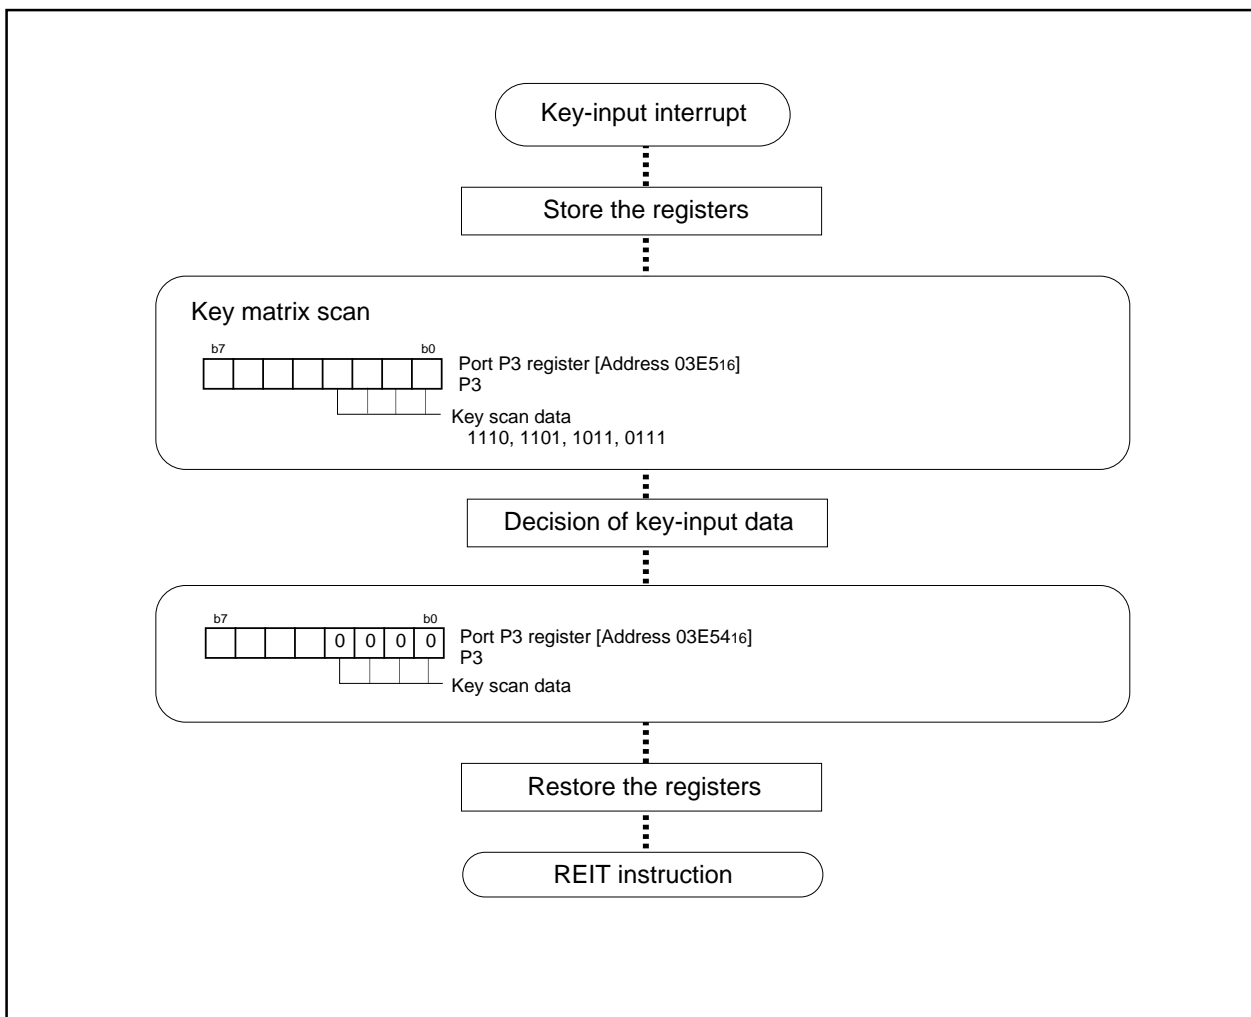 Key-input interrupt
Store the registers
Key matrix scan
b7 b0
Port P3 register [Address 03E516]
P3
Key scan data
1110, 1101, 1011, 0111
Decision of key-input data
b7 b0
0 0 0 0
Port P3 register [Address 03E5416]
P3
Key scan data
Restore the registers
REIT instruction